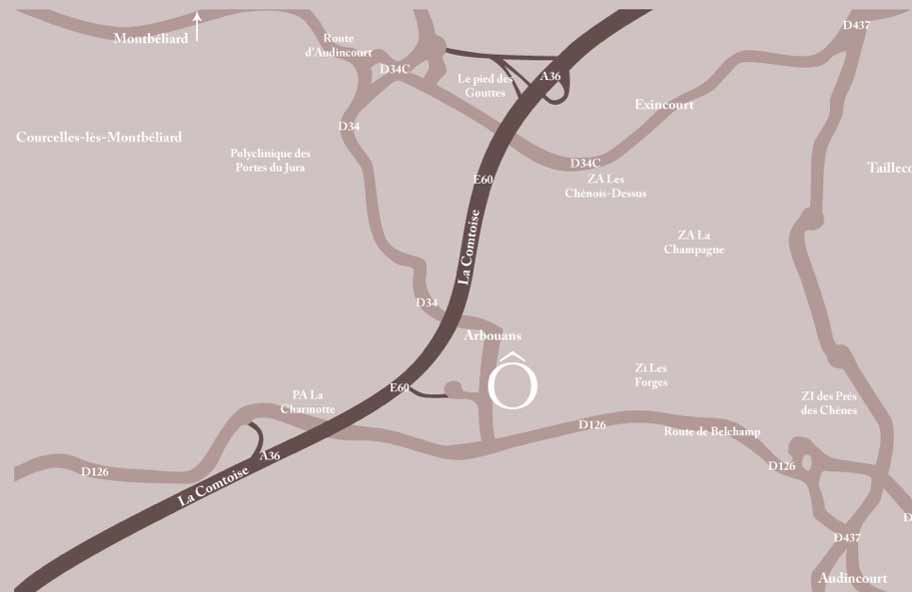 D437
Montbéliard
Route
d'Audincourt
D34C
A36
Le pied des
Gouttes
Exincourt
D34
Courcelles-lès-Montbéliard
Polyclinique des
Portes du Jura
D34C
E60
ZA Les
Chênois-Dessus
Tailleco
La Comtoise
ZA La
Champagne
D34
Arbouans
Ô
E60
ZI Les
Forges
PA La
Charmotte
ZI des Prés
des Chênes
D126
Route de Belchamp
A36
D126
D126
La Comtoise
D
D437
Audincourt